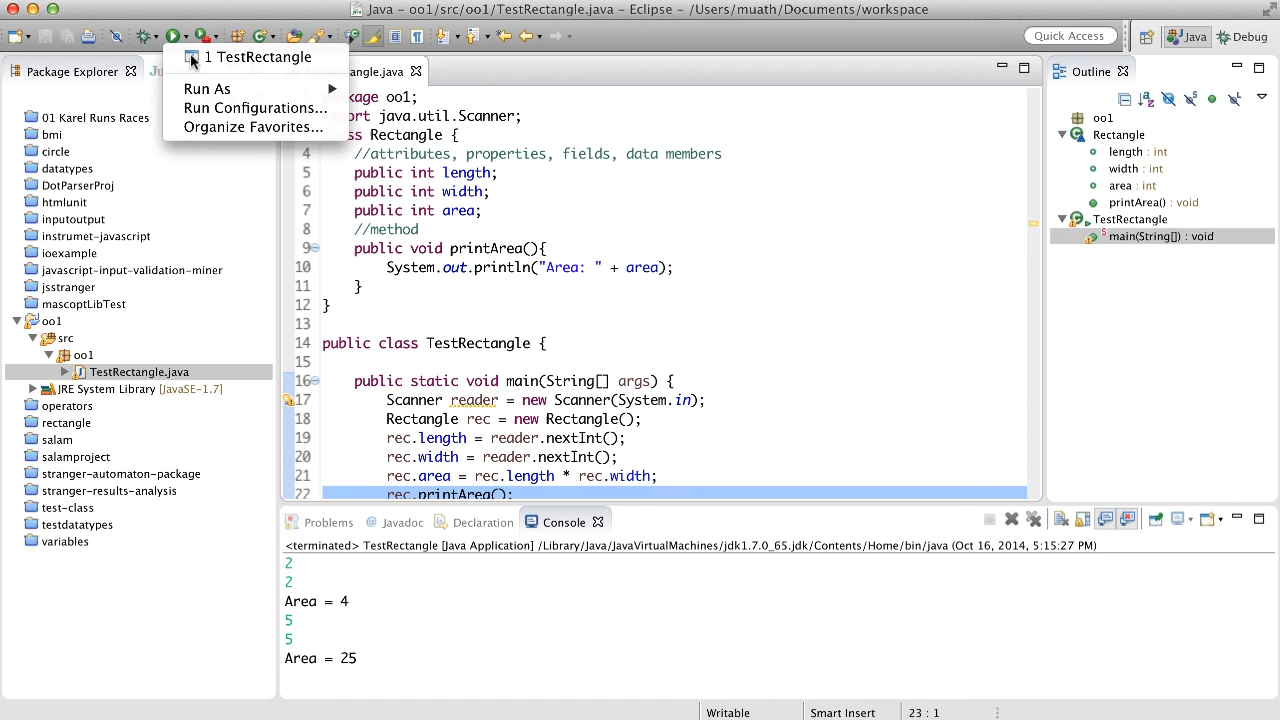 Java – oo1/src/oo1/TestRectangle.java – Eclipse – /Users/muath/Documents/workspace
Quick Access
Java
Debug
1 TestRectangle
Run As
Run Configurations...
Organize Favorites...
Package Explorer
Ju
ngle.java
01 Karel Runs Races
bmi
circle
datatypes
DotParserProj
htmlunit
inputoutput
instrumet-javascript
ioexample
javascript-input-validation-miner
jsstranger
mascoptLibTest
oo1
src
oo1
TestRectangle.java
JRE System Library [JavaSE-1.7]
operators
rectangle
salam
salamproject
stranger-automaton-package
stranger-results-analysis
test-class
testdatatypes
variables
kage oo1;
ort java.util.Scanner;
ss Rectangle {
4 //attributes, properties, fields, data members
5 public int length;
6 public int width;
7 public int area;
8 //method
9 public void printArea(){
10 System.out.println("Area: " + area);
11 }
12 }
13
14 public class TestRectangle {
15
16 public static void main(String[] args) {
17 Scanner reader = new Scanner(System.in);
18 Rectangle rec = new Rectangle();
19 rec.length = reader.nextInt();
20 rec.width = reader.nextInt();
21 rec.area = rec.length * rec.width;
22 rec.printArea();
Outline
oo1
Rectangle
length : int
width : int
area : int
printArea() : void
TestRectangle
main(String[]) : void
Problems
Javadoc
Declaration
Console
<terminated> TestRectangle [Java Application] /Library/Java/JavaVirtualMachines/jdk1.7.0_65.jdk/Contents/Home/bin/java (Oct 16, 2014, 5:15:27 PM)
2
2
Area = 4
5
5
Area = 25
Writable
Smart Insert
23 : 1